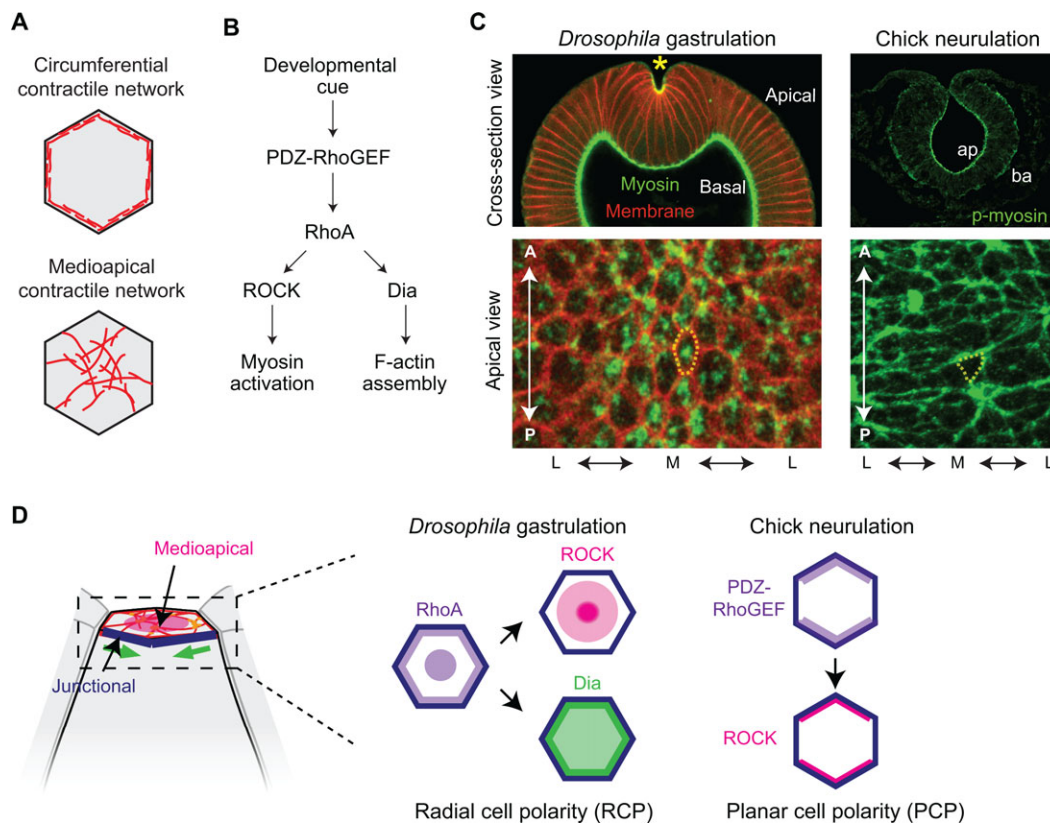 A
Circumferential
contractile network
Medioapical
contractile network
B
Developmental
cue
PDZ-RhoGEF
RhoA
ROCK
Dia
Myosin
activation
F-actin
assembly
C
Drosophila gastrulation
Chick neurulation
Cross-section view
*
Apical
Myosin
Basal
Membrane
ap
ba
p-myosin
Apical view
A
P
A
P
L
M
L
L
M
L
D
Medioapical
Junctional
Drosophila gastrulation
RhoA
ROCK
Dia
Radial cell polarity (RCP)
Chick neurulation
PDZ-
RhoGEF
ROCK
Planar cell polarity (PCP)